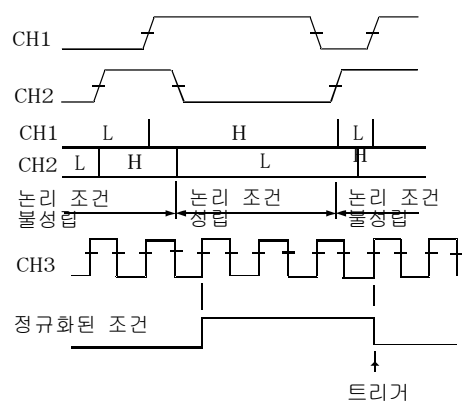 CH1
CH2
CH1 L H L
CH2 L H L H
논리 조건 논리 조건 논리 조건
불성립 성립 불성립
CH3
정규화된 조건
트리거